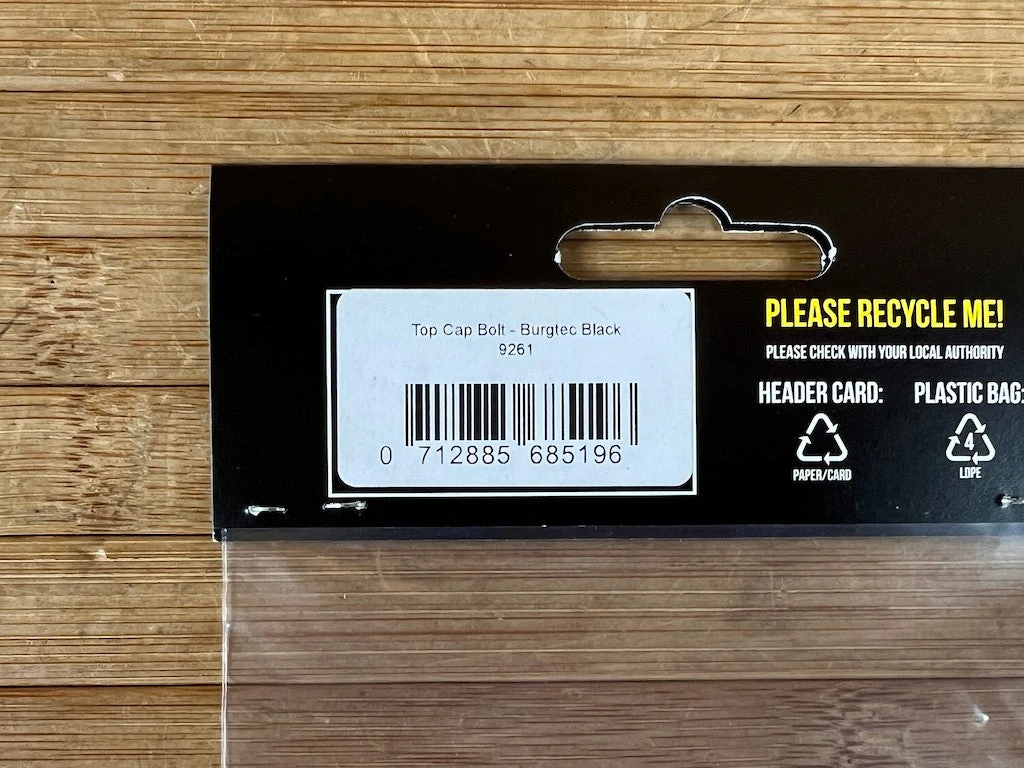 Top Cap Bolt - Burgtec Black
9261
0 712885 685196
PLEASE RECYCLE ME!
PLEASE CHECK WITH YOUR LOCAL AUTHORITY
HEADER CARD: PLASTIC BAG:
4
PAPER/CARD LDPE